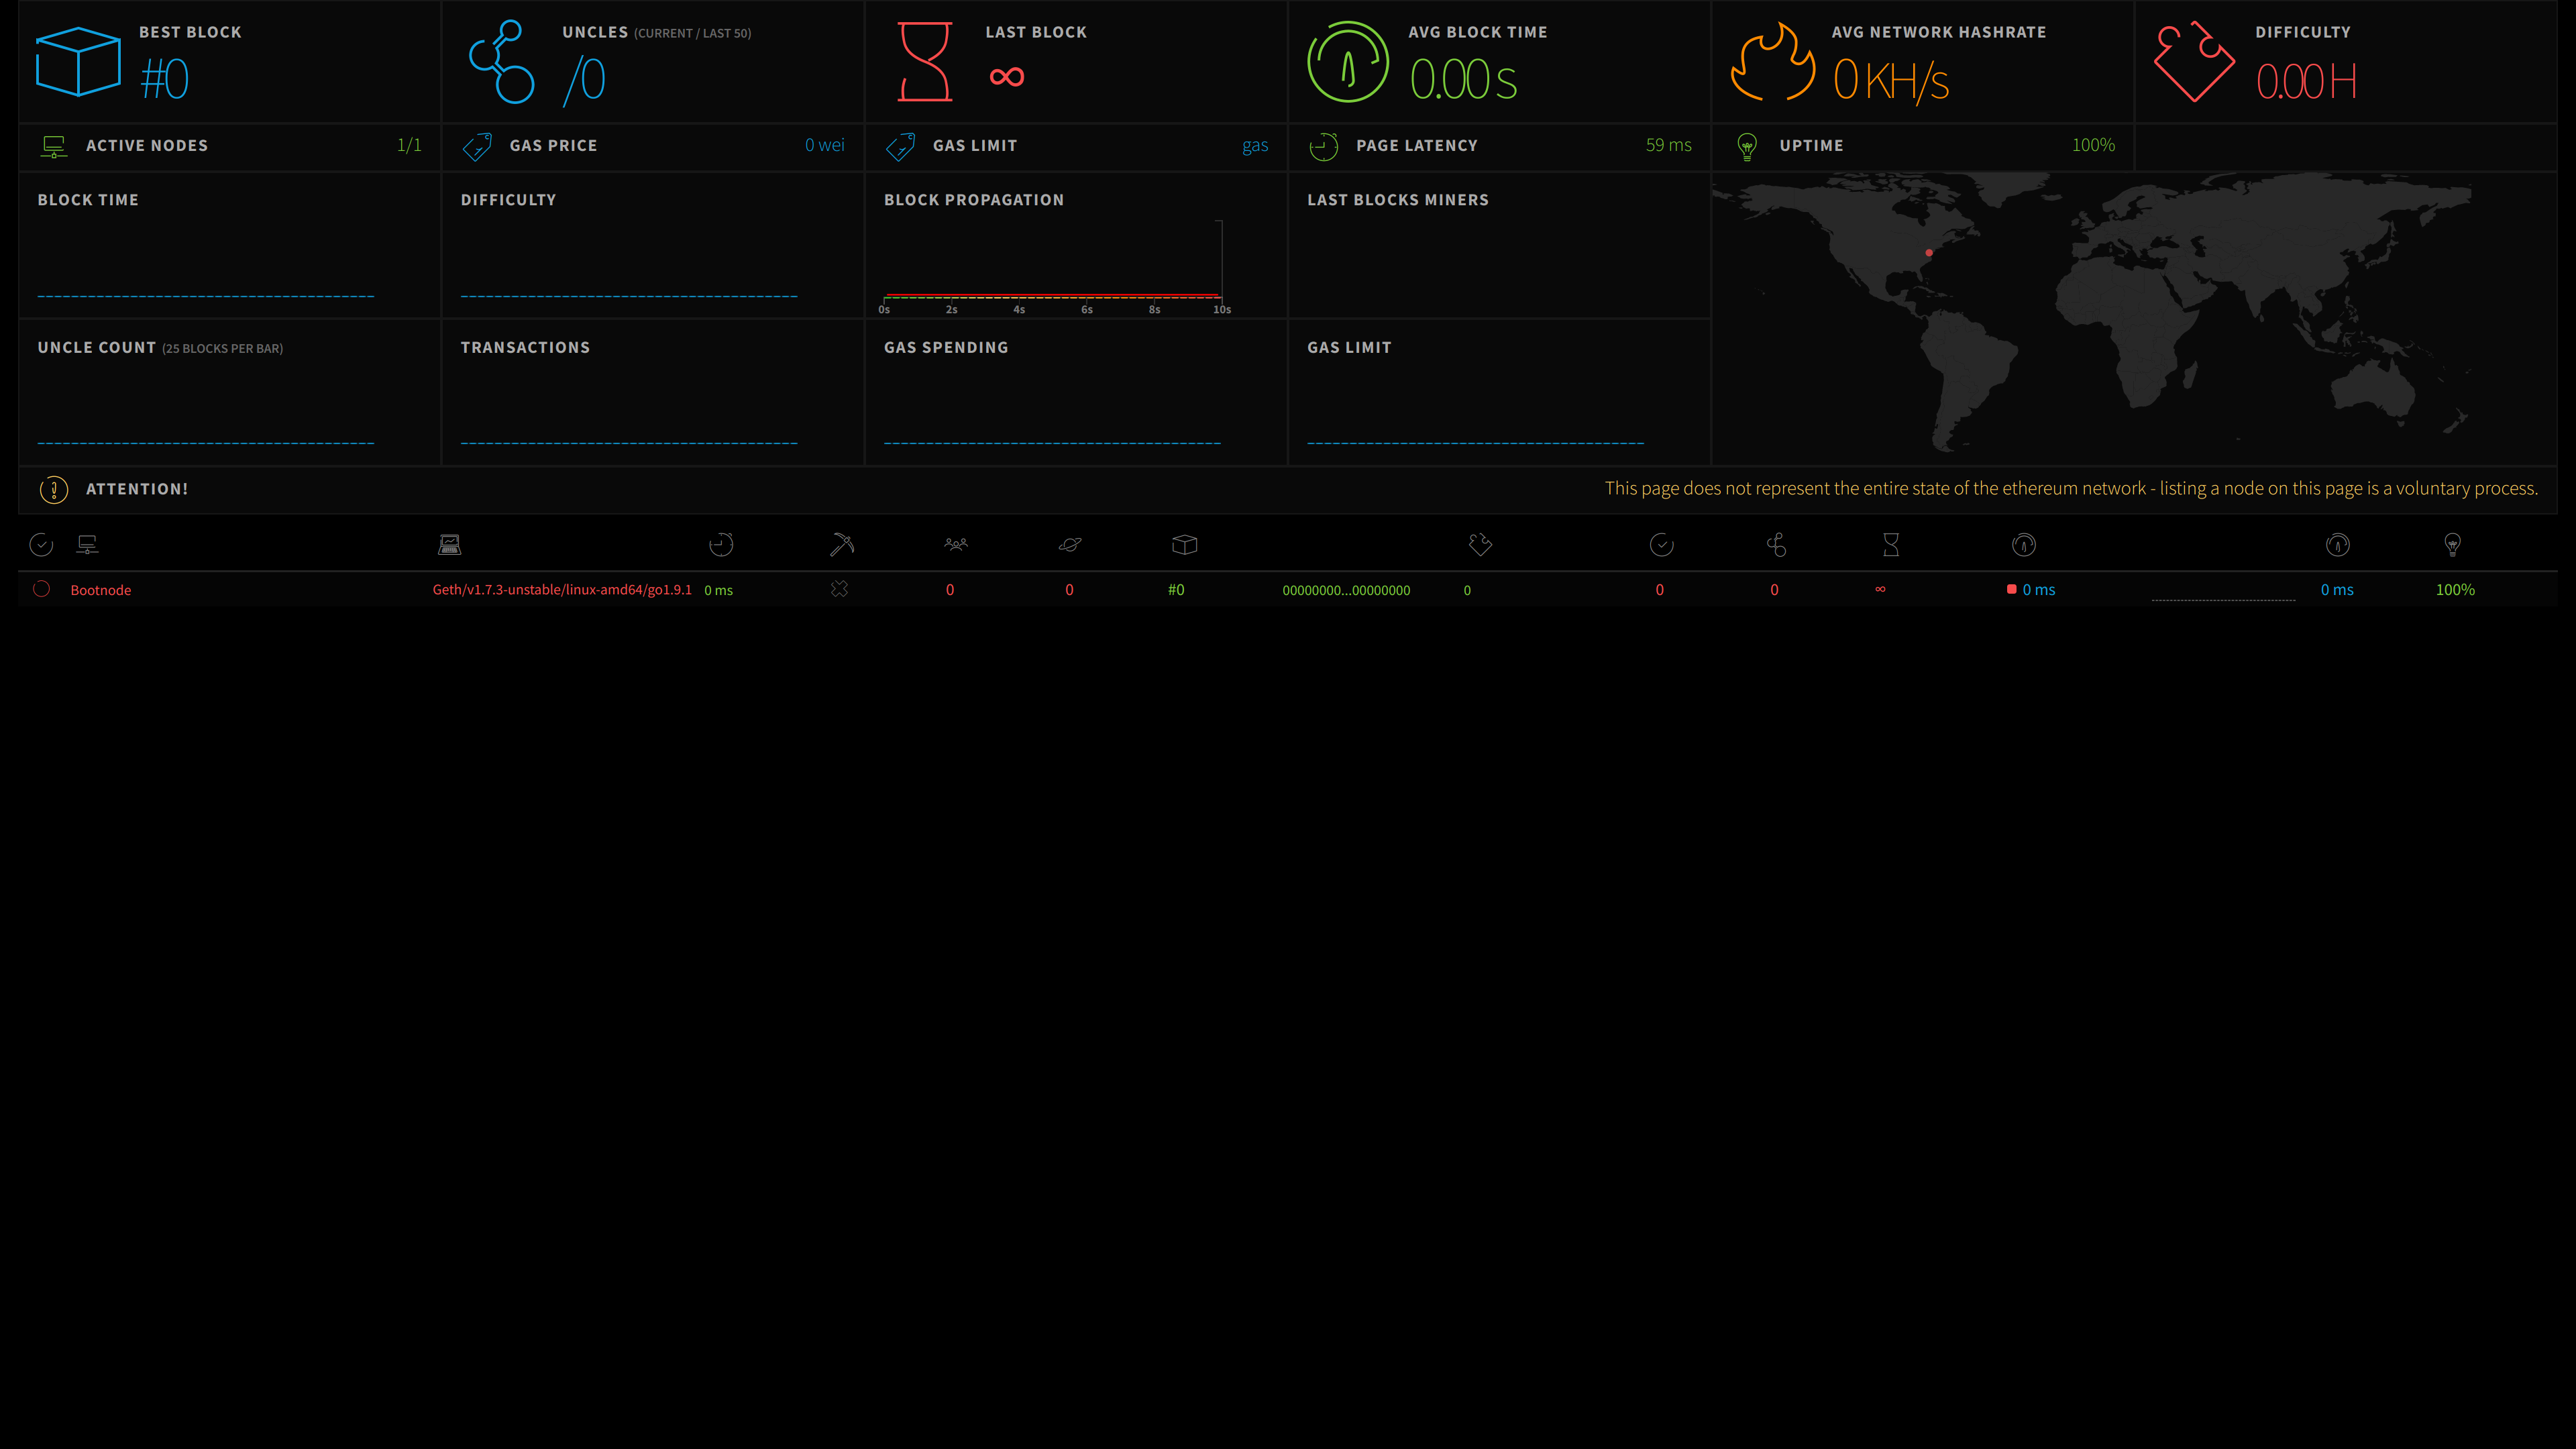 BEST BLOCK
#0
UNCLES (CURRENT / LAST 50)
/0
LAST BLOCK
∞
AVG BLOCK TIME
0.00 s
AVG NETWORK HASHRATE
0 KH/s
DIFFICULTY
0.00 H
ACTIVE NODES 1/1
GAS PRICE 0 wei
GAS LIMIT gas
PAGE LATENCY 59 ms
UPTIME 100%
BLOCK TIME
DIFFICULTY
BLOCK PROPAGATION
0s 2s 4s 6s 8s 10s
LAST BLOCKS MINERS
UNCLE COUNT (25 BLOCKS PER BAR)
TRANSACTIONS
GAS SPENDING
GAS LIMIT
ATTENTION! This page does not represent the entire state of the ethereum network - listing a node on this page is a voluntary process.
Bootnode Geth/v1.7.3-unstable/linux-amd64/go1.9.1 0 ms 0 0 #0 00000000...00000000 0 0 0 ∞ 0 ms 0 ms 100%